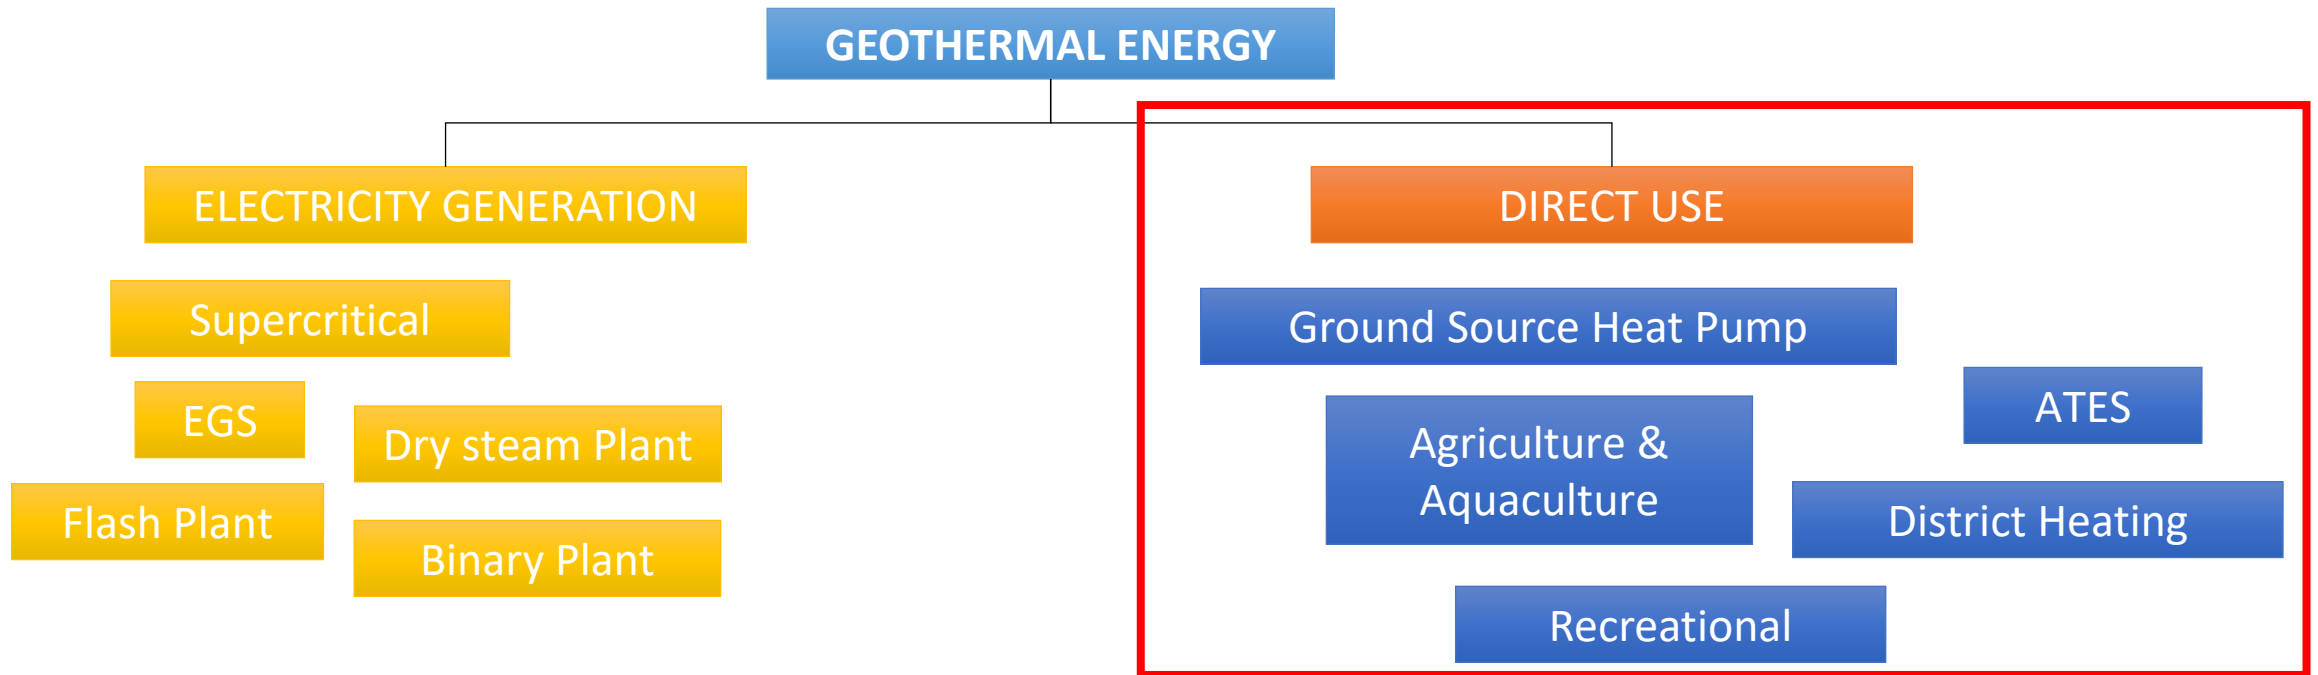 GEOTHERMAL ENERGY
ELECTRICITY GENERATION
Supercritical
EGS
Dry steam Plant
Flash Plant
Binary Plant
DIRECT USE
Ground Source Heat Pump
ATES
Agriculture &
Aquaculture
District Heating
Recreational